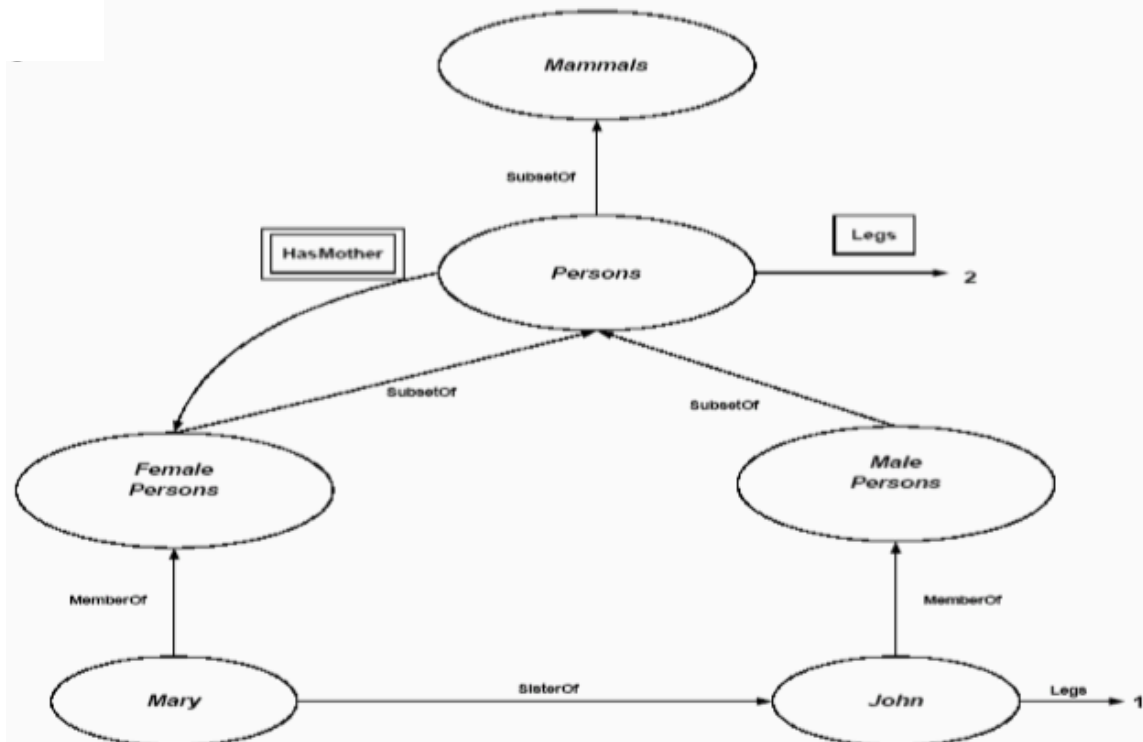 Mammals
SubsetOf
HasMother
Legs
Persons
2
SubsetOf
SubsetOf
Female
Persons
Male
Persons
MemberOf
MemberOf
Mary
SisterOf
John
Legs
1